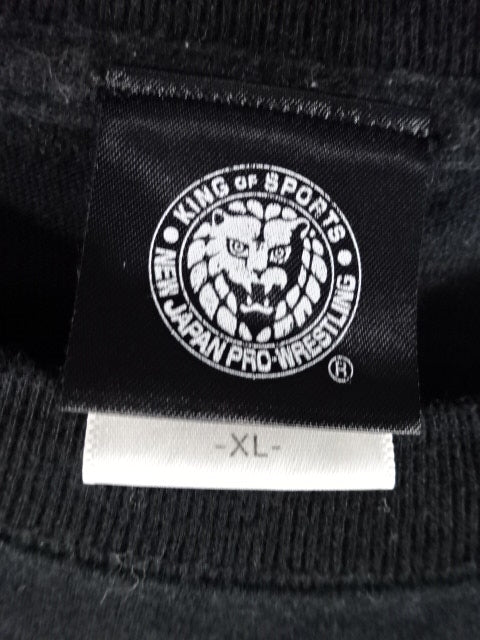 KING OF SPORTS
NEW JAPAN PRO-WRESTLING
®
-XL-